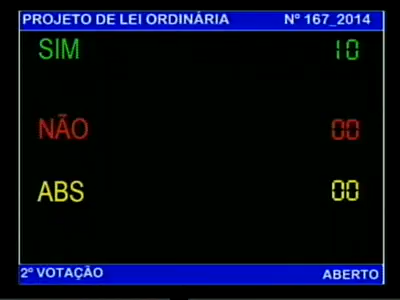 PROJETO DE LEI ORDINÁRIA Nº 167_2014
SIM 10
NÃO 00
ABS 00
2º VOTAÇÃO ABERTO